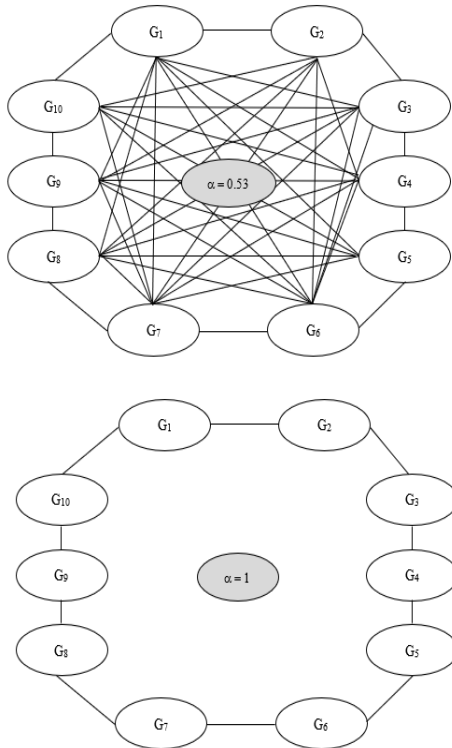 G1 G2
G10 G3
G9 α = 0.53 G4
G8 G5
G7 G6
G1 G2
G10 G3
G9 α = 1 G4
G8 G5
G7 G6